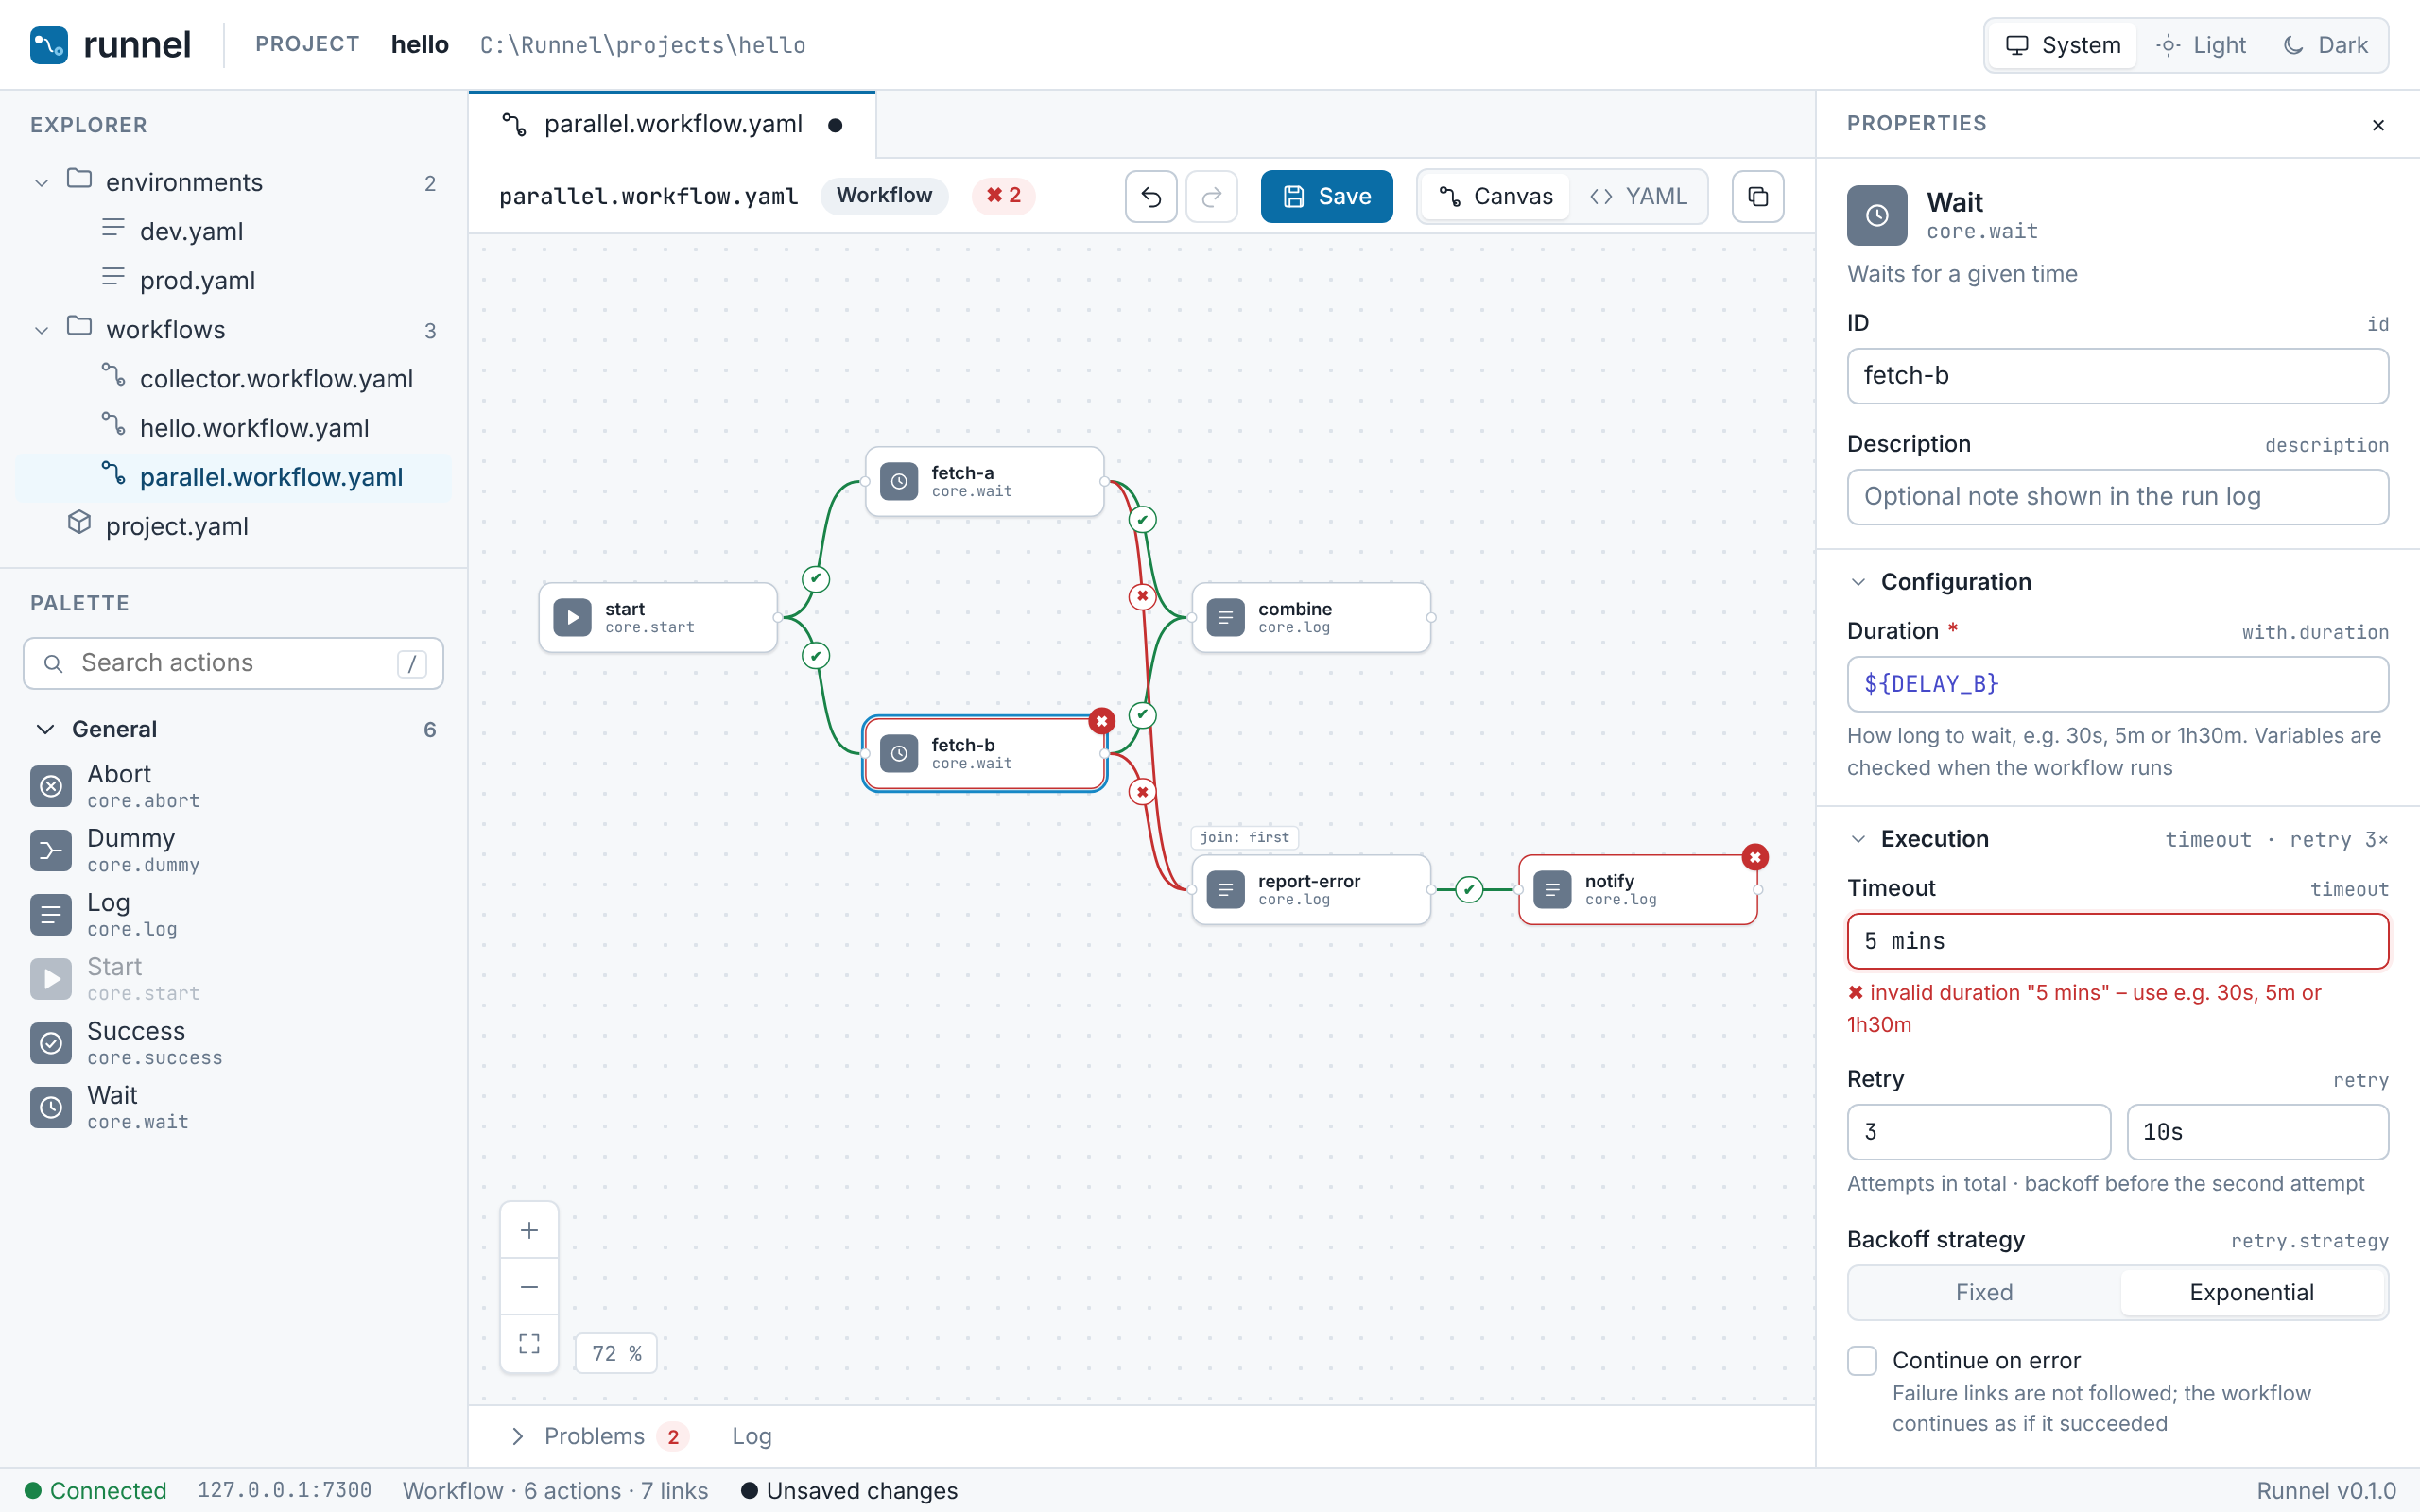 runnel
PROJECT hello C:\Runnel\projects\hello
System Light Dark
EXPLORER
environments 2
dev.yaml
prod.yaml
workflows 3
collector.workflow.yaml
hello.workflow.yaml
parallel.workflow.yaml
project.yaml
PALETTE
Search actions /
General 6
Abort
core.abort
Dummy
core.dummy
Log
core.log
Start
core.start
Success
core.success
Wait
core.wait
parallel.workflow.yaml
parallel.workflow.yaml Workflow ✖ 2 Save Canvas YAML
fetch-a
core.wait
start
core.start
combine
core.log
fetch-b
core.wait
join: first
report-error
core.log
notify
core.log
72 %
Problems 2 Log
PROPERTIES
Wait
core.wait
Waits for a given time
ID id
fetch-b
Description description
Optional note shown in the run log
Configuration
Duration * with.duration
${DELAY_B}
How long to wait, e.g. 30s, 5m or 1h30m. Variables are
checked when the workflow runs
Execution timeout · retry 3×
Timeout timeout
5 mins
✖ invalid duration "5 mins" – use e.g. 30s, 5m or
1h30m
Retry retry
3 10s
Attempts in total · backoff before the second attempt
Backoff strategy retry.strategy
Fixed Exponential
Continue on error
Failure links are not followed; the workflow
continues as if it succeeded
Connected 127.0.0.1:7300 Workflow · 6 actions · 7 links Unsaved changes Runnel v0.1.0